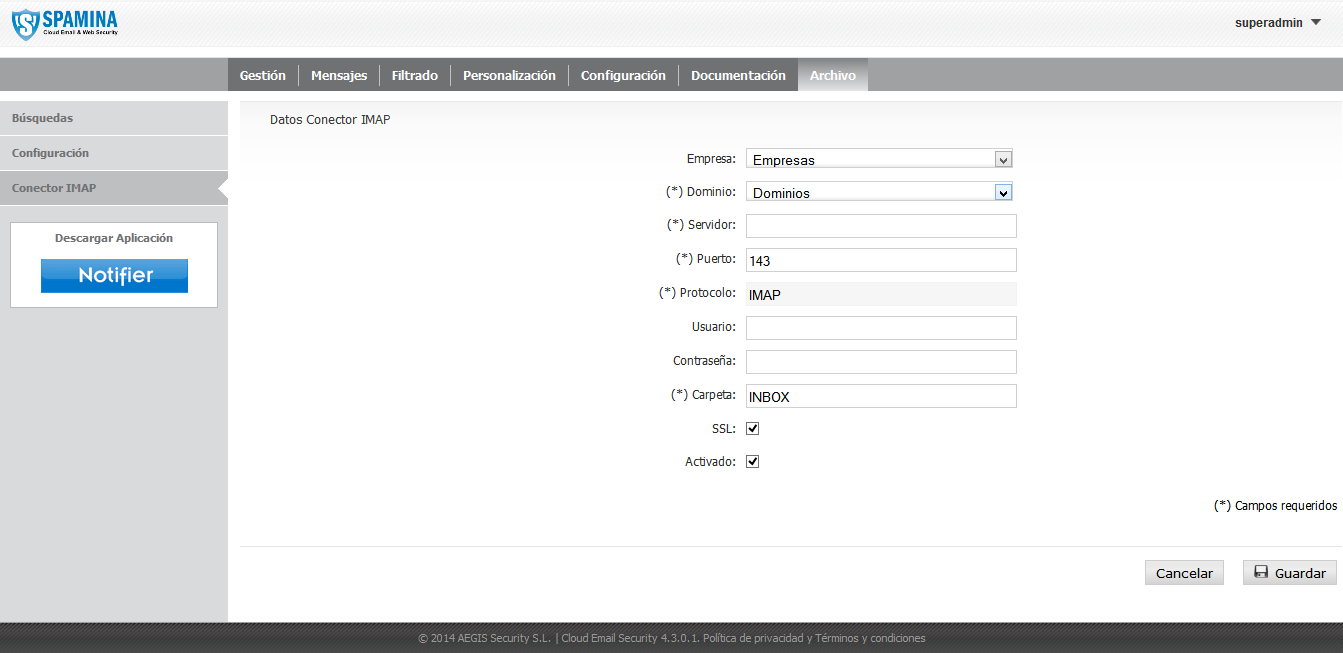 SPAMINA
Cloud Email & Web Security
superadmin
Gestión Mensajes Filtrado Personalización Configuración Documentación Archivo
Búsquedas
Configuración
Conector IMAP
Descargar Aplicación
Notifier
Datos Conector IMAP
Empresa: Empresas
(*) Dominio: Dominios
(*) Servidor:
(*) Puerto: 143
(*) Protocolo: IMAP
Usuario:
Contraseña:
(*) Carpeta: INBOX
SSL:
Activado:
(*) Campos requeridos
Cancelar Guardar
© 2014 AEGIS Security S.L. | Cloud Email Security 4.3.0.1. Política de privacidad y Términos y condiciones